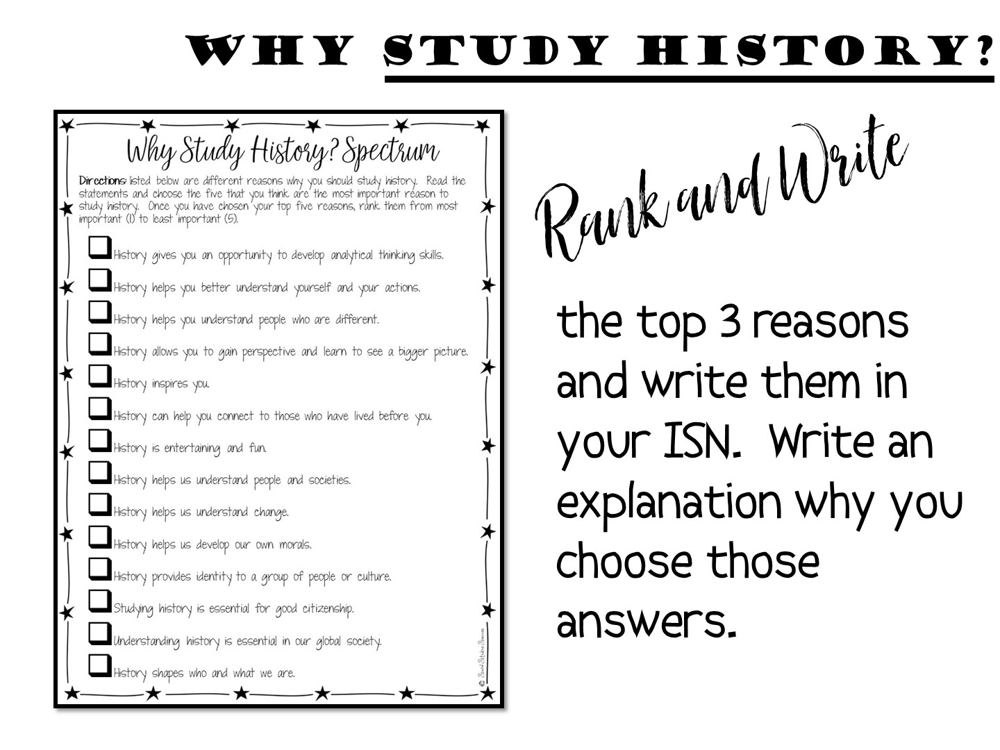 WHY STUDY HISTORY?
Why Study History? Spectrum
Directions: listed below are different reasons why you should study history. Read the
statements and choose the five that you think are the most important reason to
study history. Once you have chosen your top five reasons, rank them from most
important (1) to least important (5).
History gives you an opportunity to develop analytical thinking skills.
History helps you better understand yourself and your actions.
History helps you understand people who are different.
History allows you to gain perspective and learn to see a bigger picture.
History inspires you.
History can help you connect to those who have lived before you.
History is entertaining and fun.
History helps us understand people and societies.
History helps us understand change.
History helps us develop our own morals.
History provides identity to a group of people or culture.
Studying history is essential for good citizenship.
Understanding history is essential in our global society.
History shapes who and what we are.
©
Rank and Write
the top 3 reasons
and write them in
your ISN. Write an
explanation why you
choose those
answers.